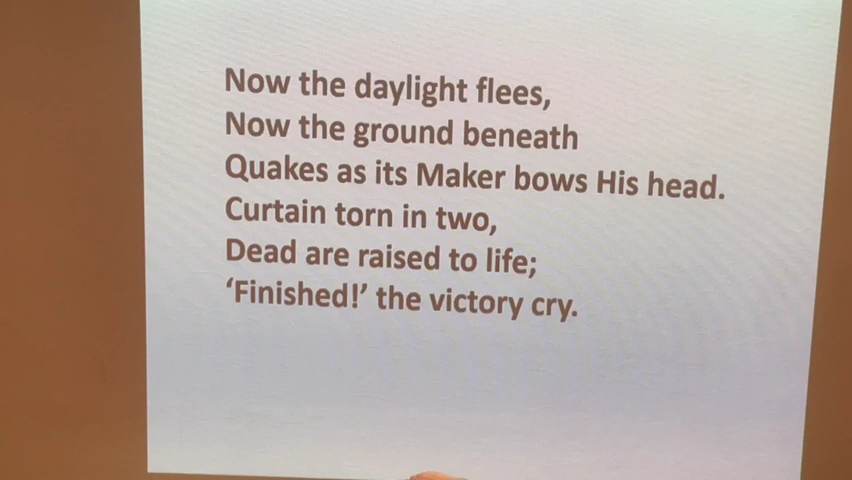 Now the daylight flees,
Now the ground beneath
Quakes as its Maker bows His head.
Curtain torn in two,
Dead are raised to life;
‘Finished!’ the victory cry.